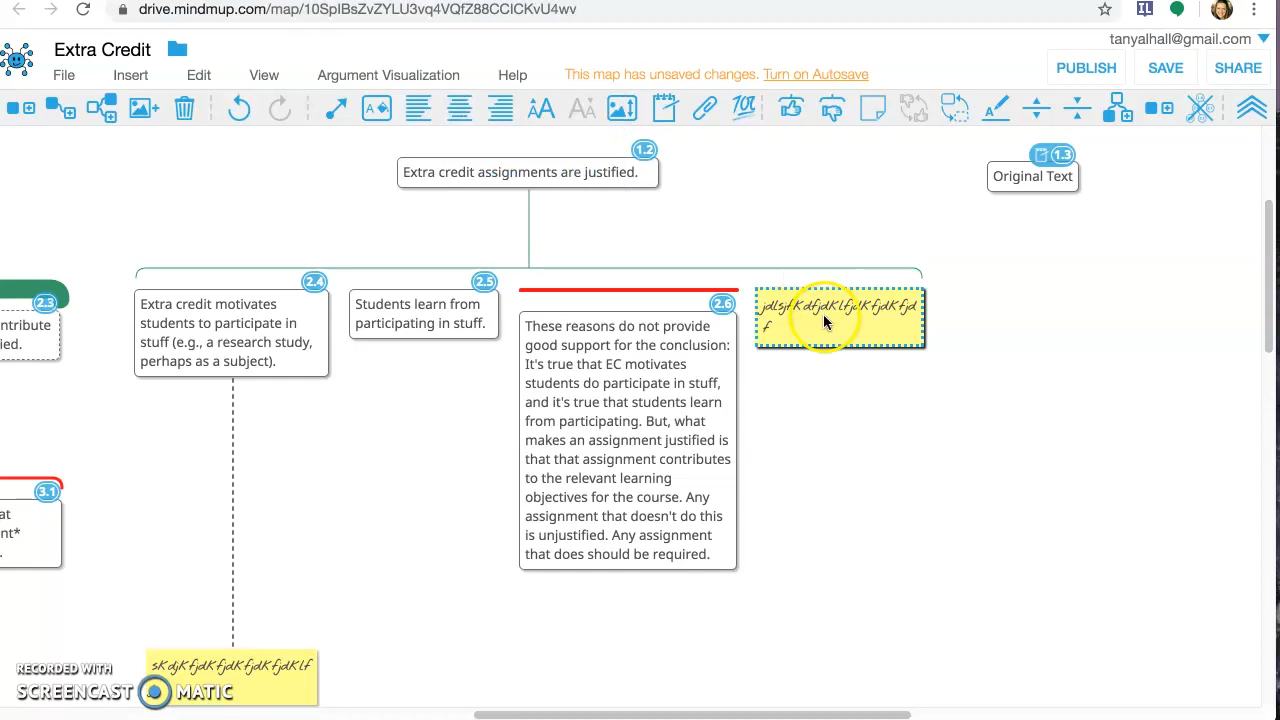 drive.mindmup.com/map/10SpIBsZvZYLU3vq4VQfZ88CCICKvU4wv
Extra Credit
tanyalhall@gmail.com
File Insert Edit View Argument Visualization Help
This map has unsaved changes. Turn on Autosave
PUBLISH SAVE SHARE
1.2
Extra credit assignments are justified.
1.3
Original Text
2.3
ntribute
ied.
2.4
Extra credit motivates
students to participate in
stuff (e.g., a research study,
perhaps as a subject).
2.5
Students learn from
participating in stuff.
2.6
These reasons do not provide
good support for the conclusion:
It's true that EC motivates
students do participate in stuff,
and it's true that students learn
from participating. But, what
makes an assignment justified is
that that assignment contributes
to the relevant learning
objectives for the course. Any
assignment that doesn't do this
is unjustified. Any assignment
that does should be required.
3.1
at
nt*
RECORDED WITH
SCREENCAST MATIC